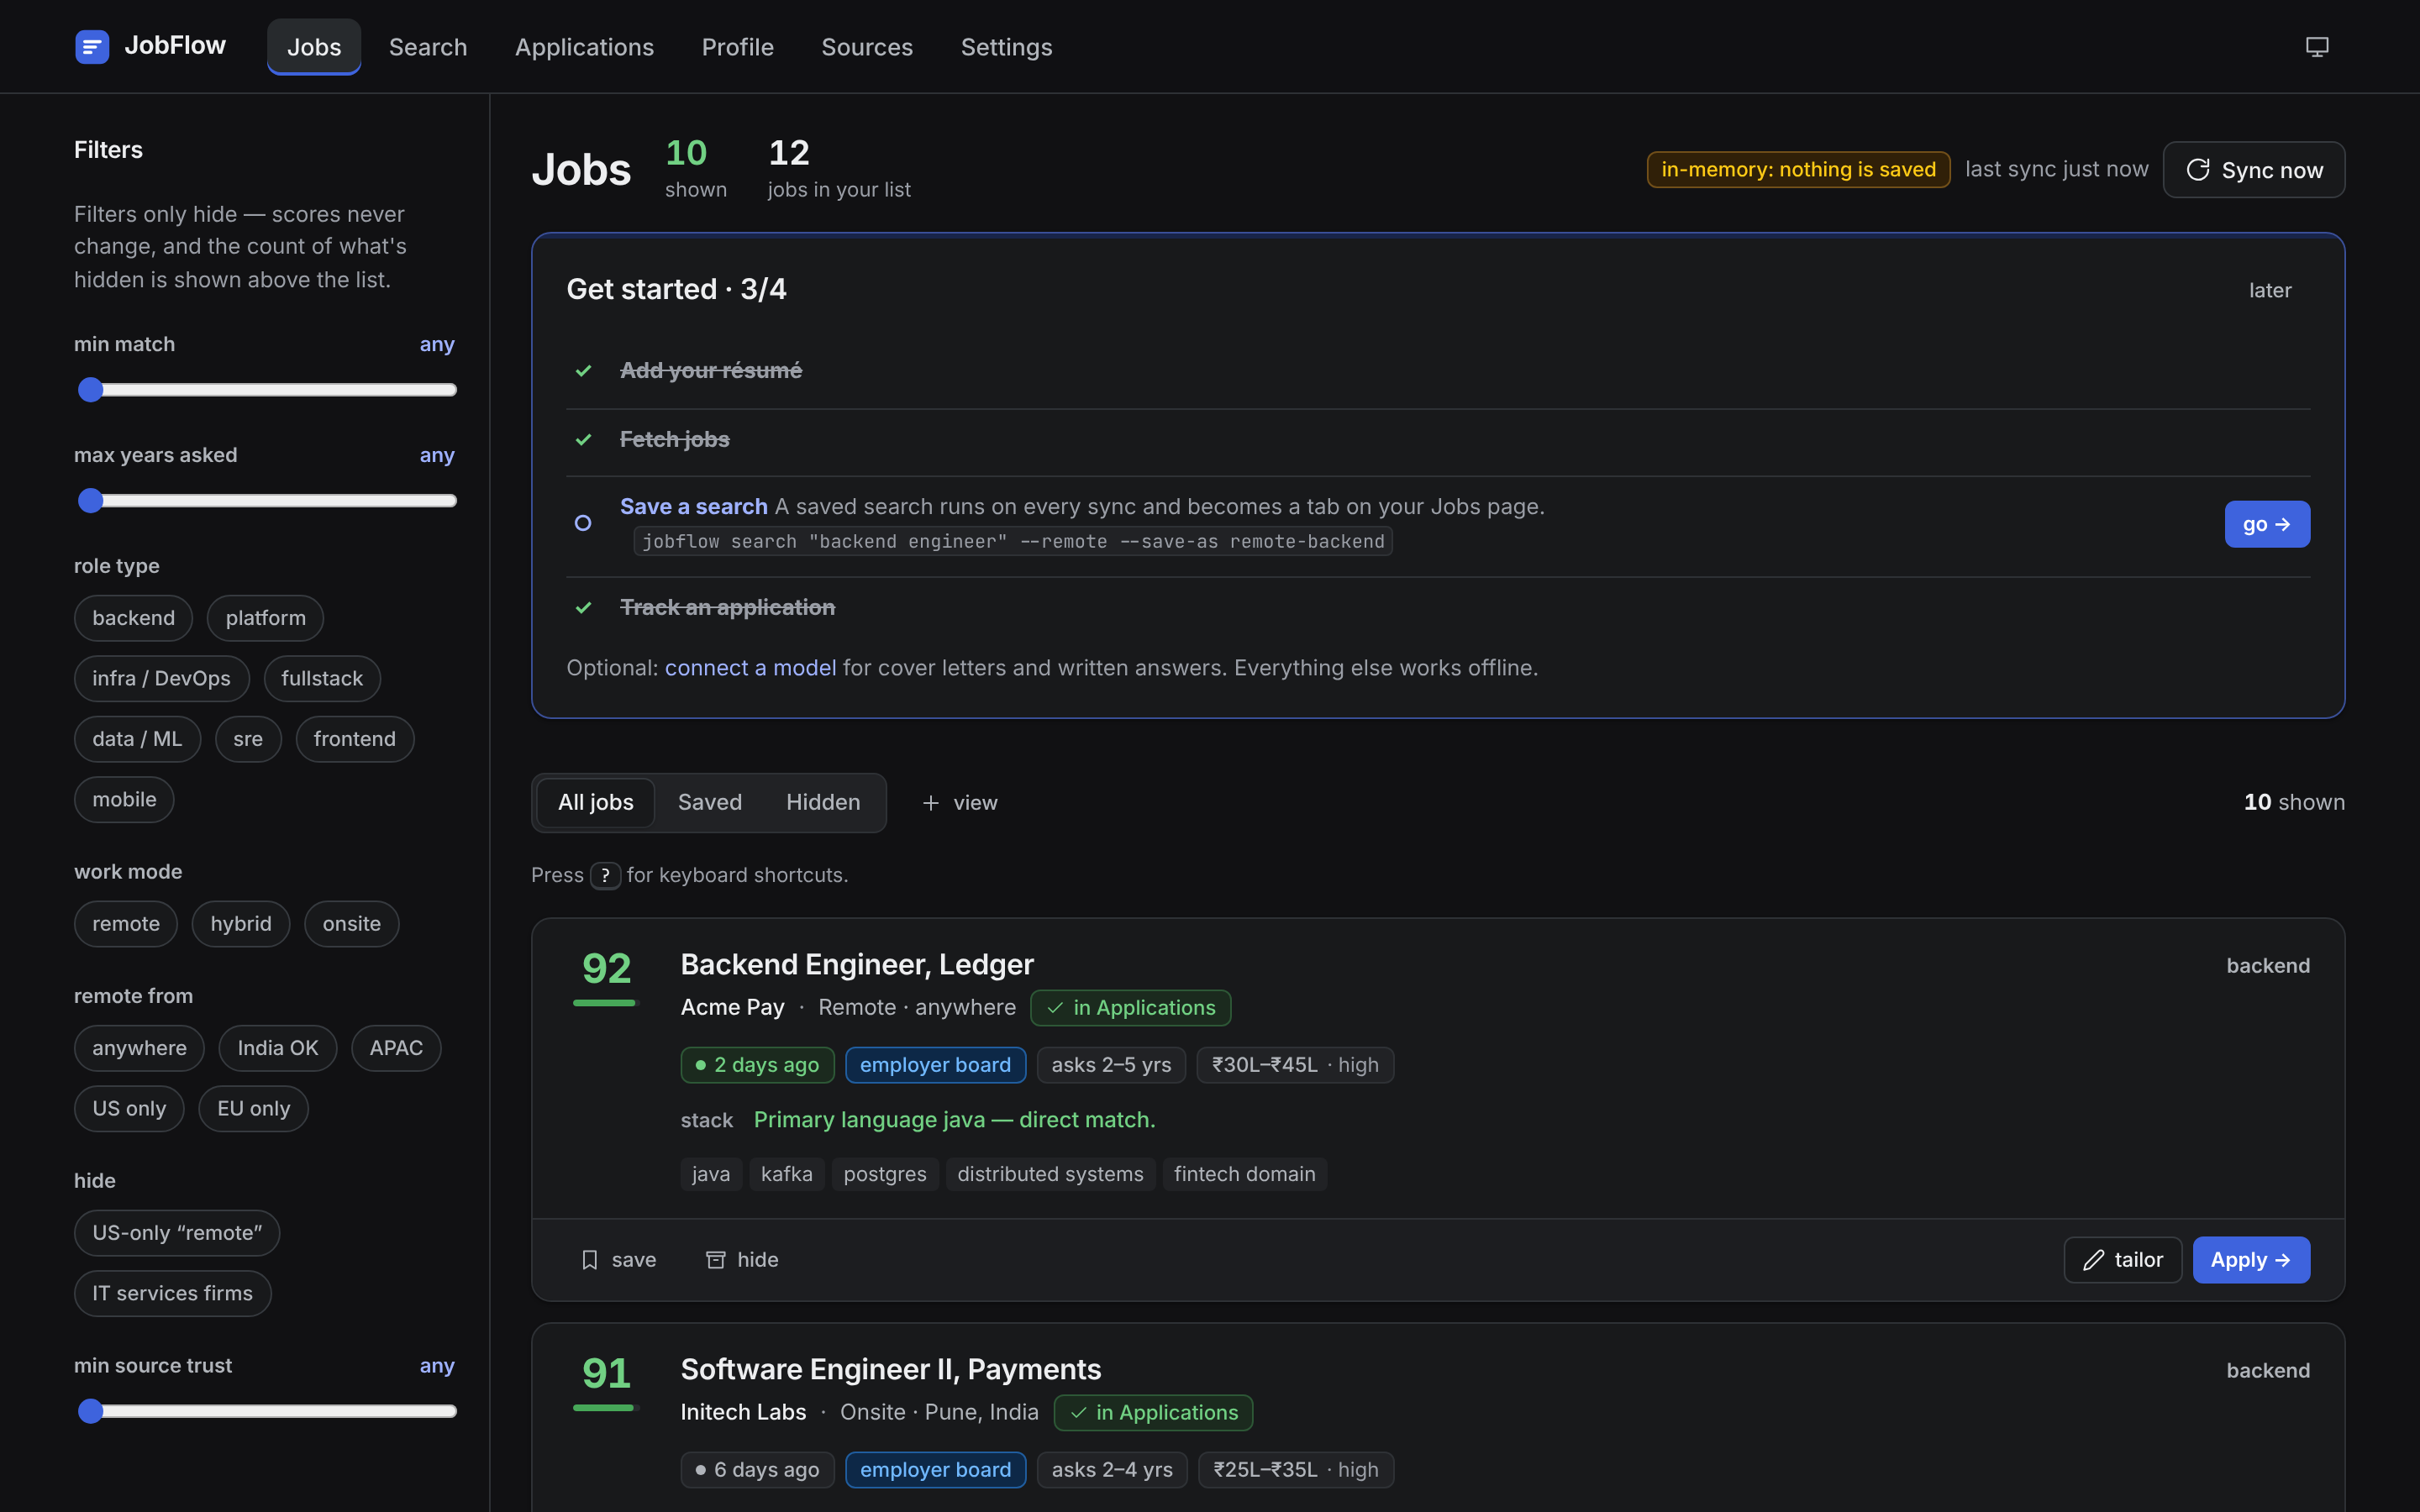 JobFlow
Jobs
Search
Applications
Profile
Sources
Settings
Filters
Filters only hide — scores never
change, and the count of what's
hidden is shown above the list.
min match any
max years asked any
role type
backend platform
infra / DevOps fullstack
data / ML sre frontend
mobile
work mode
remote hybrid onsite
remote from
anywhere India OK APAC
US only EU only
hide
US-only “remote”
IT services firms
min source trust any
Jobs
10
shown
12
jobs in your list
in-memory: nothing is saved
last sync just now
Sync now
Get started · 3/4
later
Add your résumé
Fetch jobs
Save a search A saved search runs on every sync and becomes a tab on your Jobs page.
jobflow search "backend engineer" --remote --save-as remote-backend
go →
Track an application
Optional: connect a model for cover letters and written answers. Everything else works offline.
All jobs Saved Hidden + view
10 shown
Press ? for keyboard shortcuts.
92
Backend Engineer, Ledger
backend
Acme Pay · Remote · anywhere ✓ in Applications
2 days ago employer board asks 2–5 yrs ₹30L–₹45L · high
stack Primary language java — direct match.
java kafka postgres distributed systems fintech domain
save hide
tailor Apply →
91
Software Engineer II, Payments
backend
Initech Labs · Onsite · Pune, India ✓ in Applications
6 days ago employer board asks 2–4 yrs ₹25L–₹35L · high